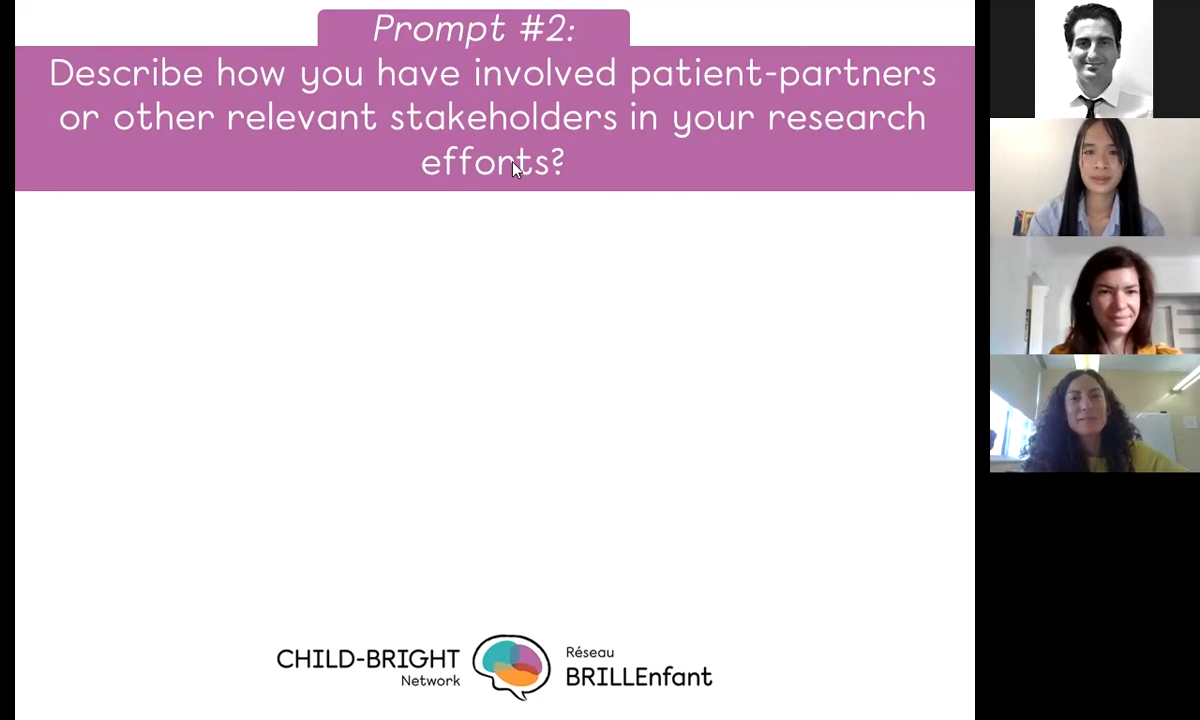 Prompt #2:
Describe how you have involved patient-partners
or other relevant stakeholders in your research
efforts?
CHILD-BRIGHT
Network
Réseau
BRILLEnfant